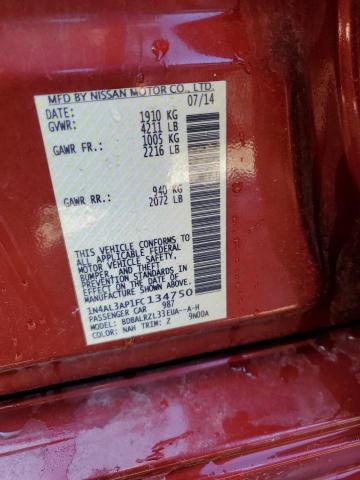 MFD BY NISSAN MOTOR CO., LTD.
DATE: 07/14
GVWR: 1910 KG
4211 LB
GAWR FR: 1005 KG
2216 LB
GAWR RR: 940 KG
2072 LB
THIS VEHICLE CONFORMS TO ALL
APPLICABLE FEDERAL
MOTOR VEHICLE SAFETY,
BUMPER, AND THEFT
PREVENTION STANDARDS
IN EFFECT ON THE DATE OF
MANUFACTURE SHOWN ABOVE.
1N4AL3AP1FC134750
PASSENGER CAR 987
MODEL: BDBALRZL33EUA--A-H
COLOR: NAH TRIM: Z 9N00A